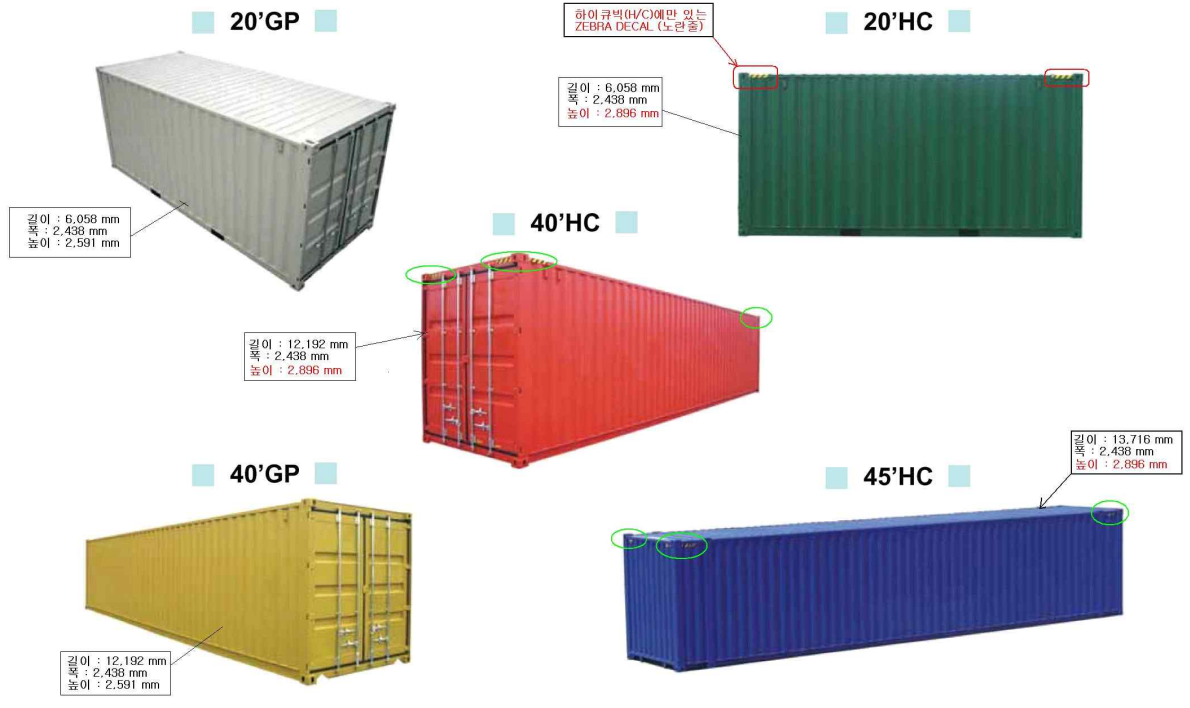 20'GP
하이큐빅(H/C)에만 있는
ZEBRA DECAL (노란줄)
20'HC
길이 : 6,058 mm
폭 : 2,438 mm
높이 : 2,896 mm
길이 : 6,058 mm
폭 : 2,438 mm
높이 : 2,591 mm
40'HC
길이 : 12,192 mm
폭 : 2,438 mm
높이 : 2,896 mm
40'GP
길이 : 12,192 mm
폭 : 2,438 mm
높이 : 2,591 mm
45'HC
길이 : 13,716 mm
폭 : 2,438 mm
높이 : 2,896 mm